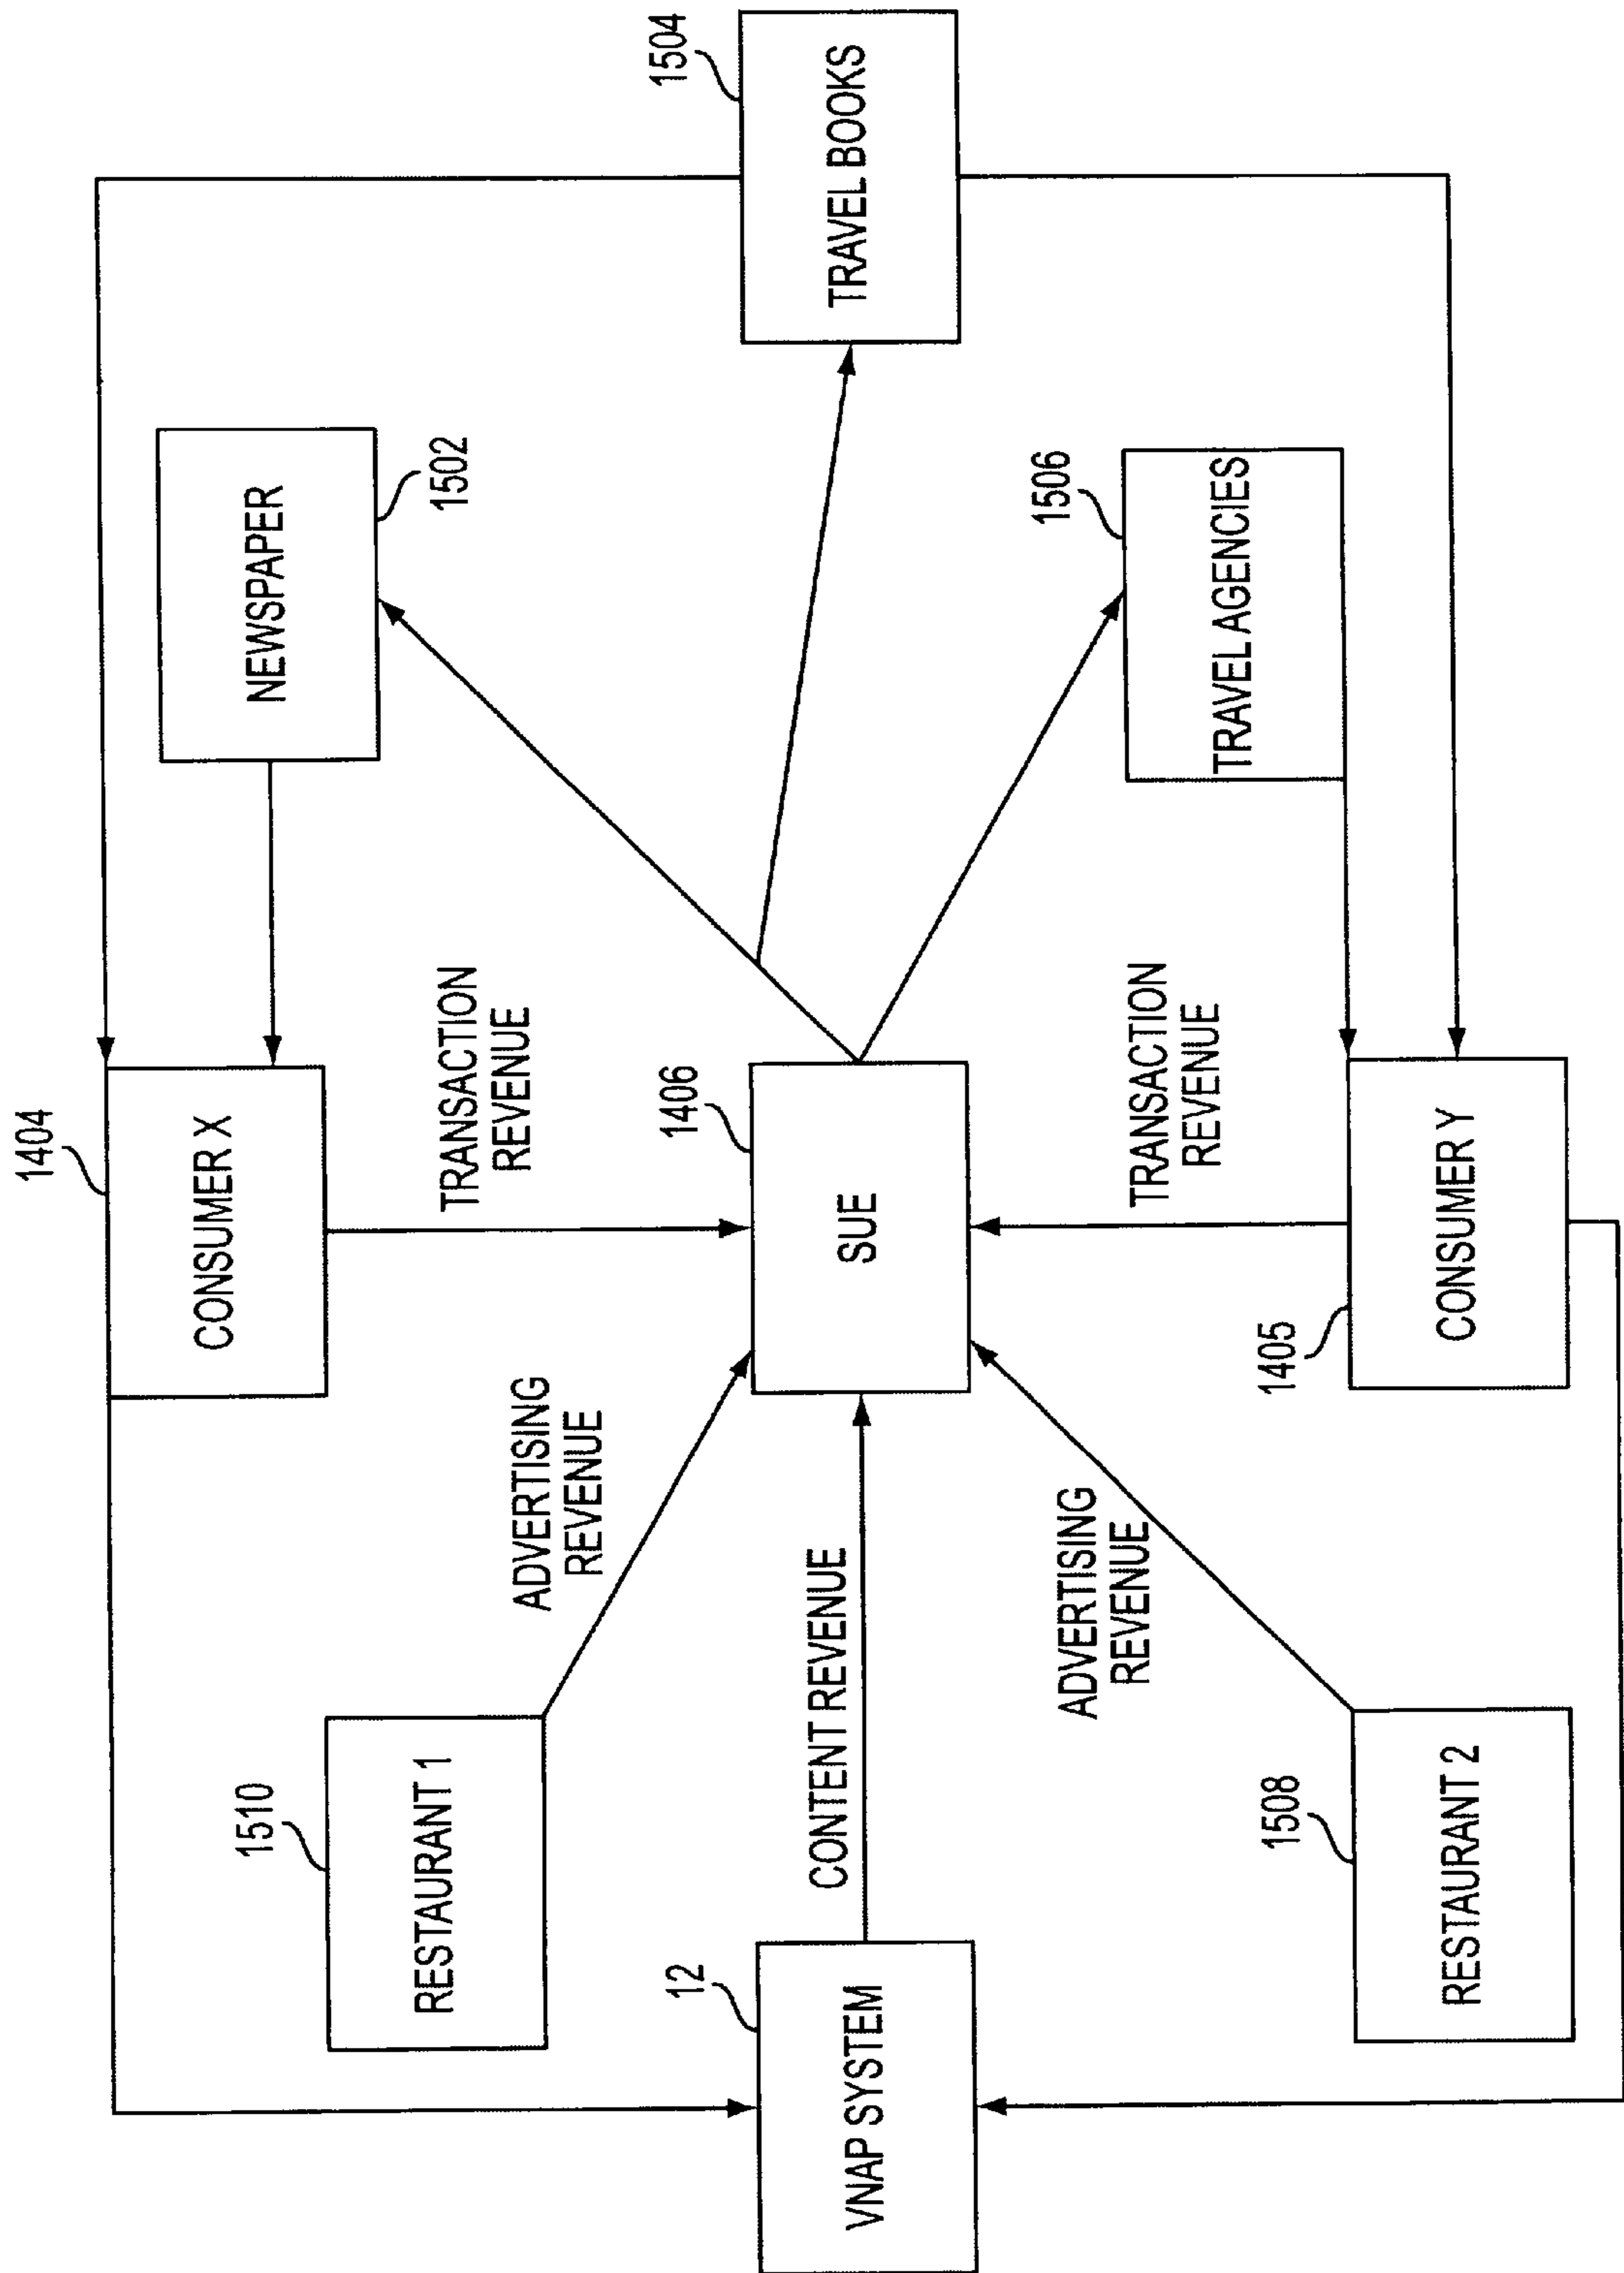 1404
CONSUMER X
1510
NEWSPAPER
RESTAURANT 1
TRANSACTION
REVENUE
1502
ADVERTISING
REVENUE
12
1406
1504
VNAP SYSTEM
CONTENT REVENUE
SUE
TRAVEL BOOKS
1506
ADVERTISING
REVENUE
TRANSACTION
REVENUE
TRAVEL AGENCIES
1508
1405
RESTAURANT 2
CONSUMER Y